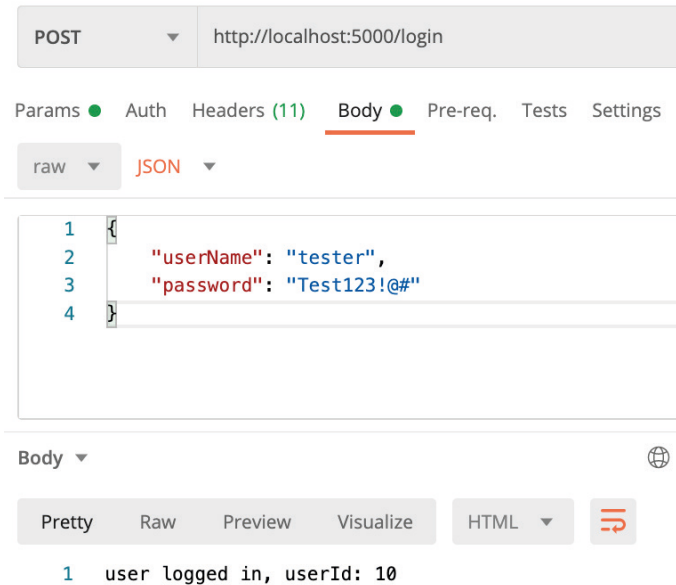 POST http://localhost:5000/login
Params Auth Headers (11) Body Pre-req. Tests Settings
raw JSON
1 {
2 "userName": "tester",
3 "password": "Test123!@#"
4 }
Body
Pretty Raw Preview Visualize HTML
1 user logged in, userId: 10